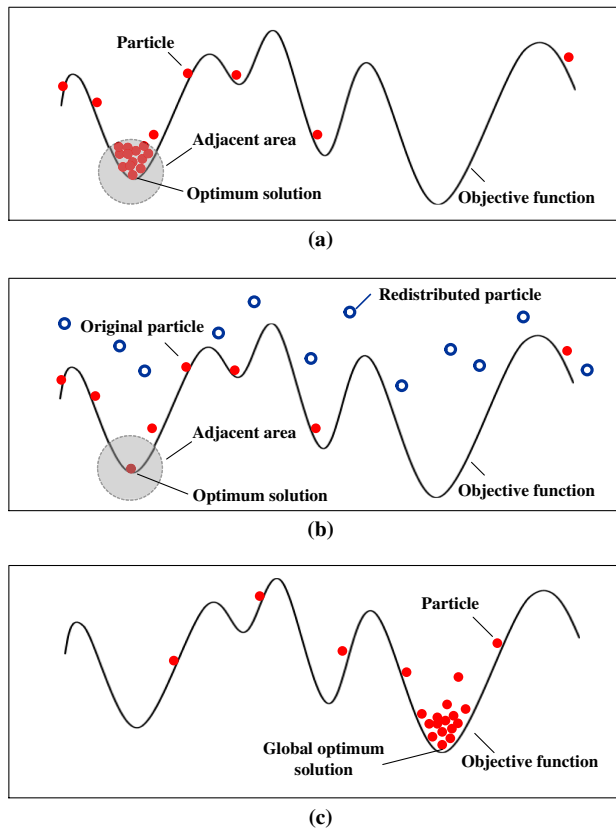 Particle
Adjacent area
Optimum solution
Objective function
(a)
Redistributed particle
Original particle
Adjacent area
Optimum solution
Objective function
(b)
Particle
Global optimum
solution
Objective function
(c)